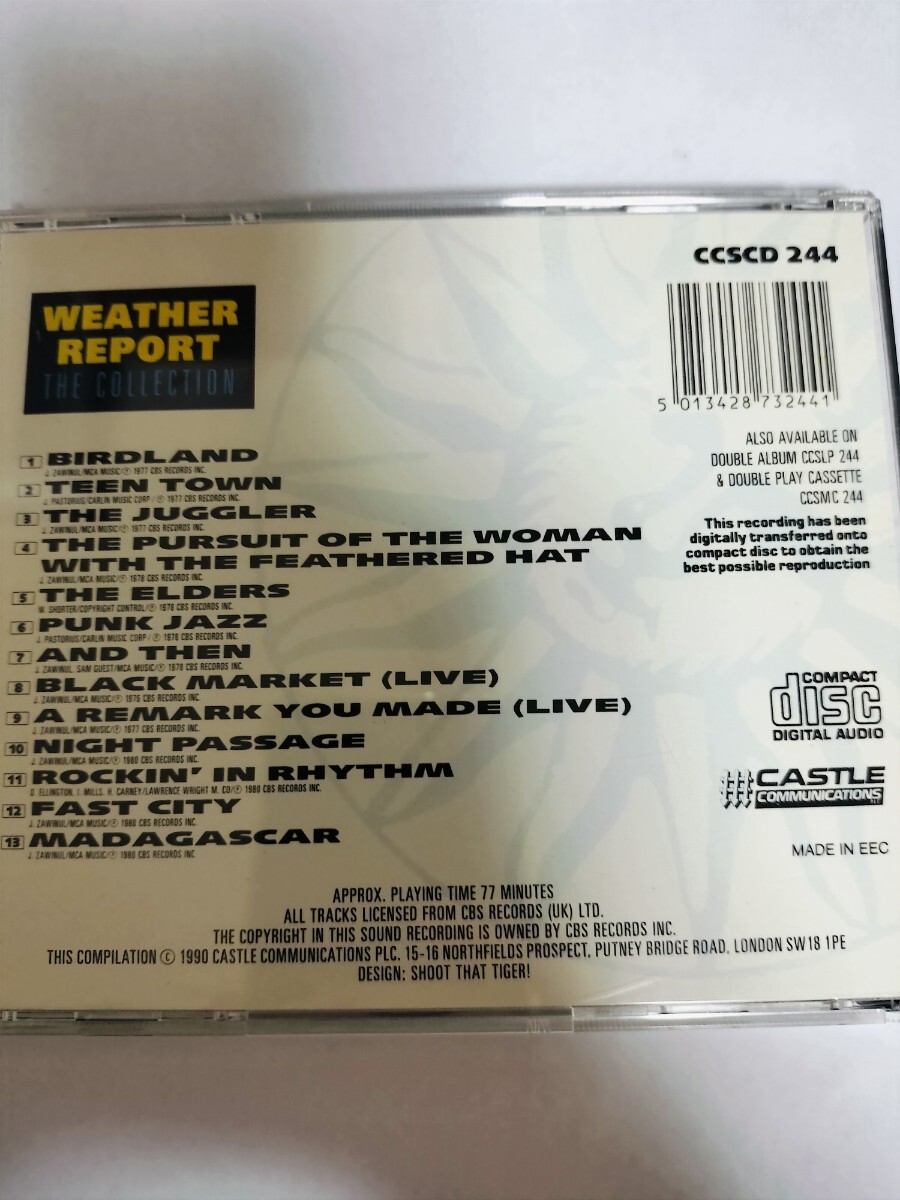 CCSCD 244
WEATHER
REPORT
THE COLLECTION
5 013428 732441
ALSO AVAILABLE ON
DOUBLE ALBUM CCSLP 244
& DOUBLE PLAY CASSETTE
CCSMC 244
This recording has been
digitally transferred onto
compact disc to obtain the
best possible reproduction
1 BIRDLAND
J. ZAWINUL/MCA MUSIC/℗ 1977 CBS RECORDS INC.
2 TEEN TOWN
J. PASTORIUS/CARLIN MUSIC CORP./℗ 1977 CBS RECORDS INC.
3 THE JUGGLER
J. ZAWINUL/MCA MUSIC/℗ 1977 CBS RECORDS INC.
4 THE PURSUIT OF THE WOMAN
WITH THE FEATHERED HAT
J. ZAWINUL/MCA MUSIC/℗ 1978 CBS RECORDS INC.
5 THE ELDERS
W. SHORTER/COPYRIGHT CONTROL/℗ 1978 CBS RECORDS INC.
6 PUNK JAZZ
J. PASTORIUS/CARLIN MUSIC CORP./℗ 1978 CBS RECORDS INC.
7 AND THEN
J. ZAWINUL, SAM GUEST/MCA MUSIC/℗ 1978 CBS RECORDS INC.
8 BLACK MARKET (LIVE)
J. ZAWINUL/MCA MUSIC/℗ 1976 CBS RECORDS INC.
9 A REMARK YOU MADE (LIVE)
J. ZAWINUL/MCA MUSIC/℗ 1977 CBS RECORDS INC.
10 NIGHT PASSAGE
J. ZAWINUL/MCA MUSIC/℗ 1980 CBS RECORDS INC.
11 ROCKIN' IN RHYTHM
D. ELLINGTON, I. MILLS, H. CARNEY/LAWRENCE WRIGHT M. CO/℗ 1980 CBS RECORDS INC.
12 FAST CITY
J. ZAWINUL/MCA MUSIC/℗ 1980 CBS RECORDS INC.
13 MADAGASCAR
J. ZAWINUL/MCA MUSIC/℗ 1980 CBS RECORDS INC.
COMPACT
disc
DIGITAL AUDIO
CASTLE
COMMUNICATIONS PLC
MADE IN EEC
APPROX. PLAYING TIME 77 MINUTES
ALL TRACKS LICENSED FROM CBS RECORDS (UK) LTD.
THE COPYRIGHT IN THIS SOUND RECORDING IS OWNED BY CBS RECORDS INC.
THIS COMPILATION © 1990 CASTLE COMMUNICATIONS PLC. 15-16 NORTHFIELDS PROSPECT, PUTNEY BRIDGE ROAD, LONDON SW18 1PE
DESIGN: SHOOT THAT TIGER!